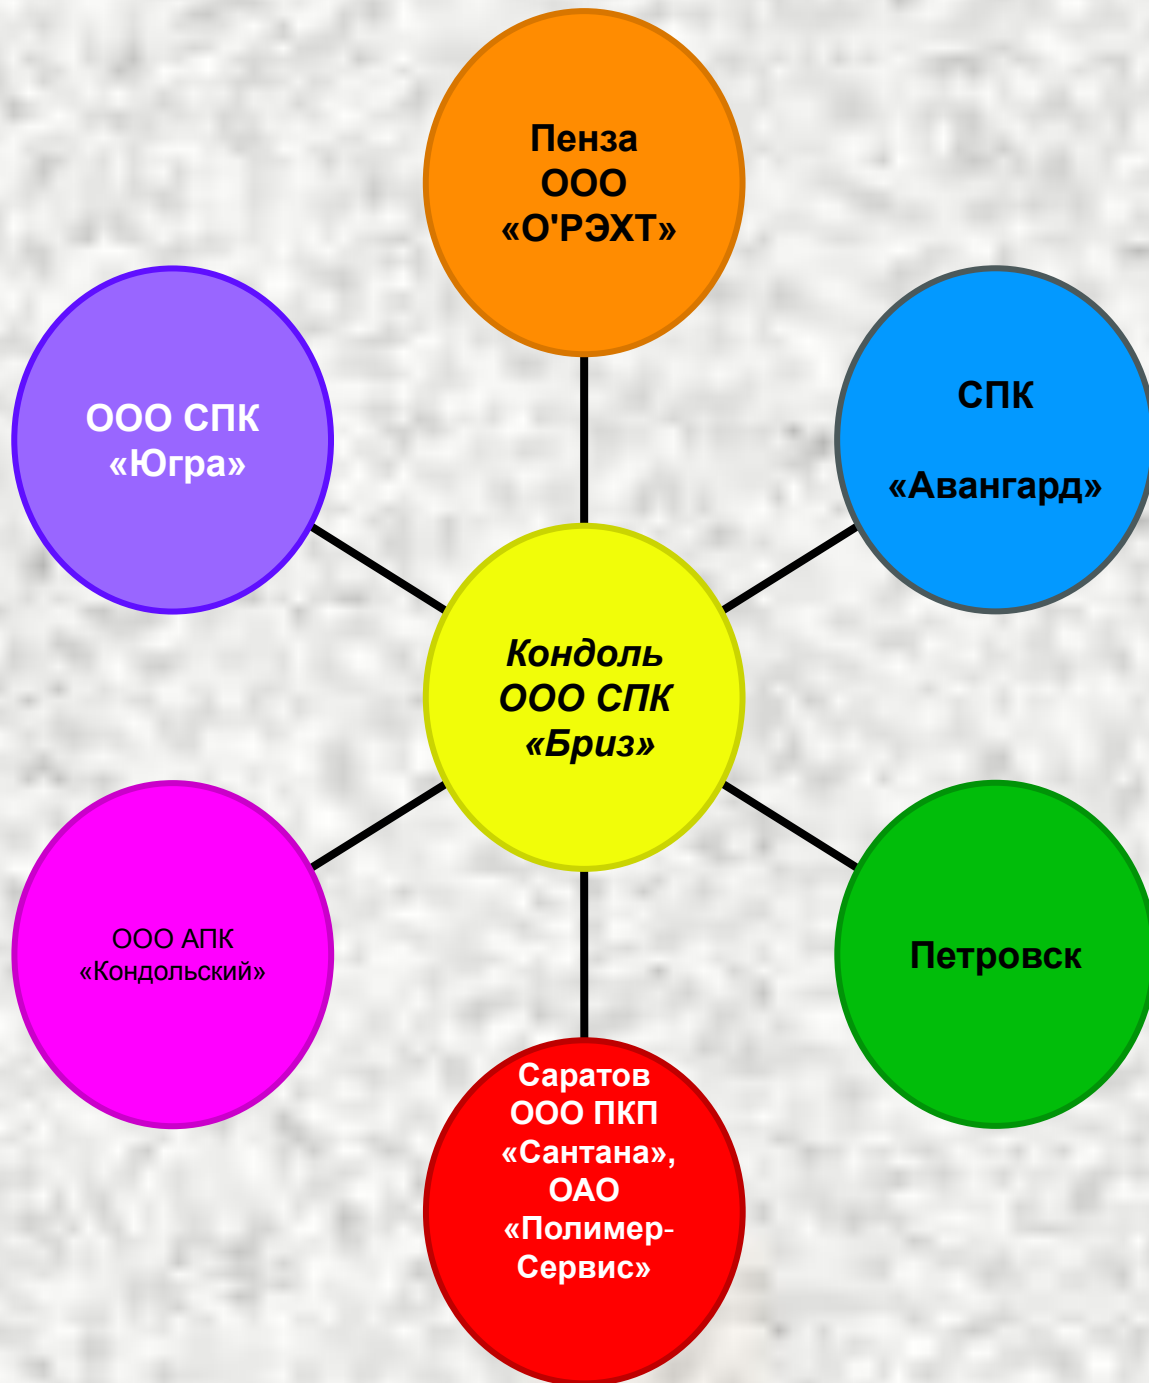 Пенза
ООО
«О'РЭХТ»
ООО СПК
«Югра»
СПК
«Авангард»
Кондоль
ООО СПК
«Бриз»
ООО АПК
«Кондольский»
Петровск
Саратов
ООО ПКП
«Сантана»,
ОАО
«Полимер-
Сервис»